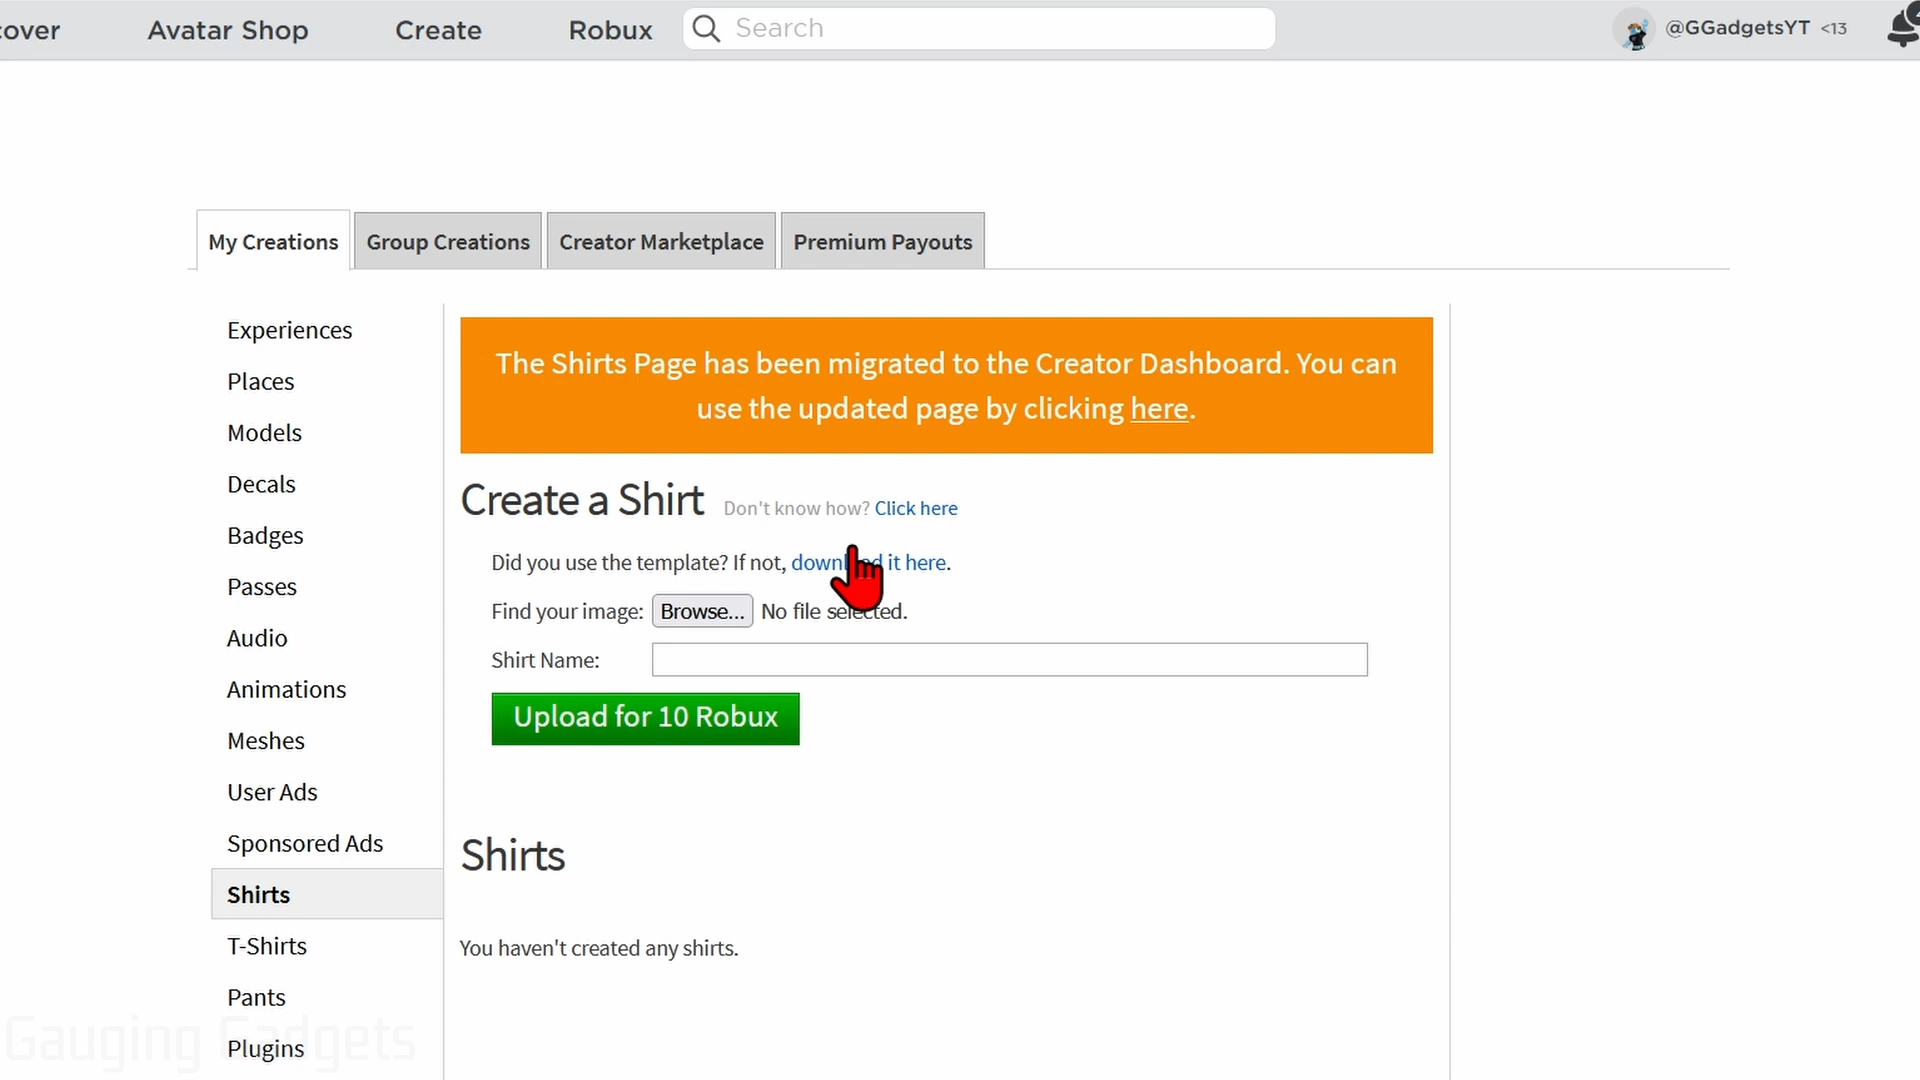 cover Avatar Shop Create Robux Search @GGadgetsYT <13
My Creations Group Creations Creator Marketplace Premium Payouts
Experiences
Places
Models
Decals
Badges
Passes
Audio
Animations
Meshes
User Ads
Sponsored Ads
Shirts
T-Shirts
Pants
Plugins
The Shirts Page has been migrated to the Creator Dashboard. You can
use the updated page by clicking here.
Create a Shirt Don't know how? Click here
Did you use the template? If not, download it here.
Find your image: Browse... No file selected.
Shirt Name:
Upload for 10 Robux
Shirts
You haven't created any shirts.
Gauging Gadgets